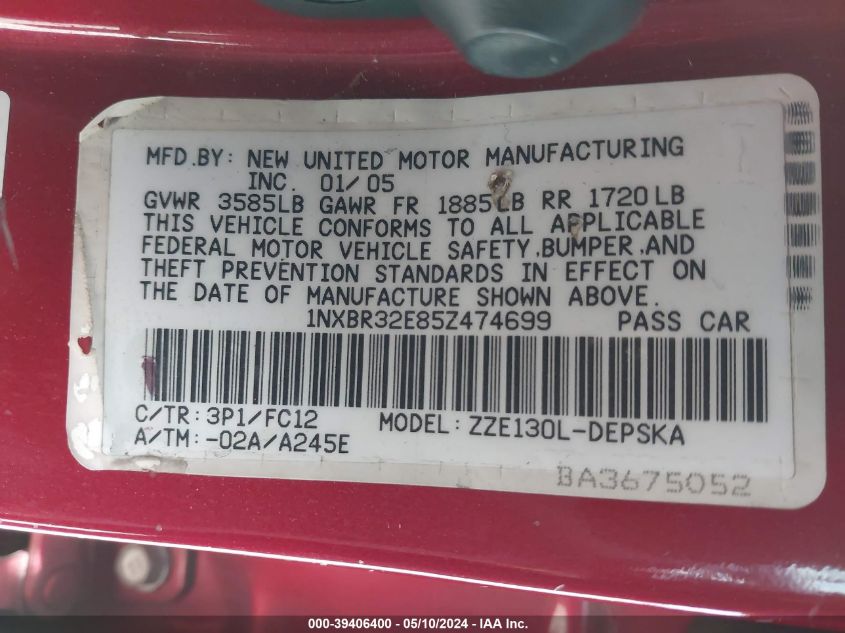 MFD.BY: NEW UNITED MOTOR MANUFACTURING
INC. 01/05
GVWR 3585LB GAWR FR 1885LB RR 1720LB
THIS VEHICLE CONFORMS TO ALL APPLICABLE
FEDERAL MOTOR VEHICLE SAFETY,BUMPER,AND
THEFT PREVENTION STANDARDS IN EFFECT ON
THE DATE OF MANUFACTURE SHOWN ABOVE.
1NXBR32E85Z474699 PASS CAR
C/TR: 3P1/FC12 MODEL: ZZE130L-DEPSKA
A/TM: -02A/A245E
BA3675052
000-39406400 - 05/10/2024 - IAA Inc.